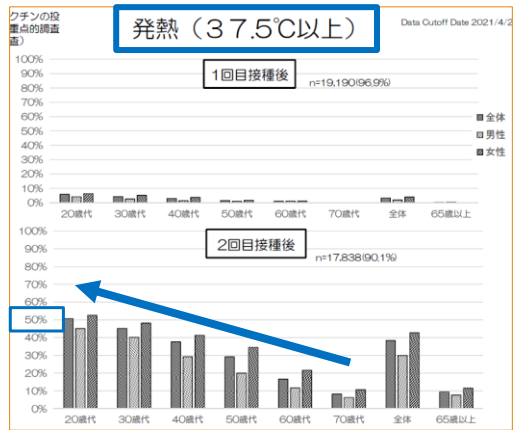 クチンの投
重点的調査
査）
発熱（３７.５℃以上）
Data Cutoff Date 2021/4/2
1回目接種後
n=19,190(96.9%)
100%
90%
80%
70%
60%
50%
40%
30%
20%
10%
0%
■全体
■男性
■女性
20歳代 30歳代 40歳代 50歳代 60歳代 70歳代 全体 65歳以上
2回目接種後
n=17,838(90.1%)
100%
90%
80%
70%
60%
50%
40%
30%
20%
10%
0%
20歳代 30歳代 40歳代 50歳代 60歳代 70歳代 全体 65歳以上